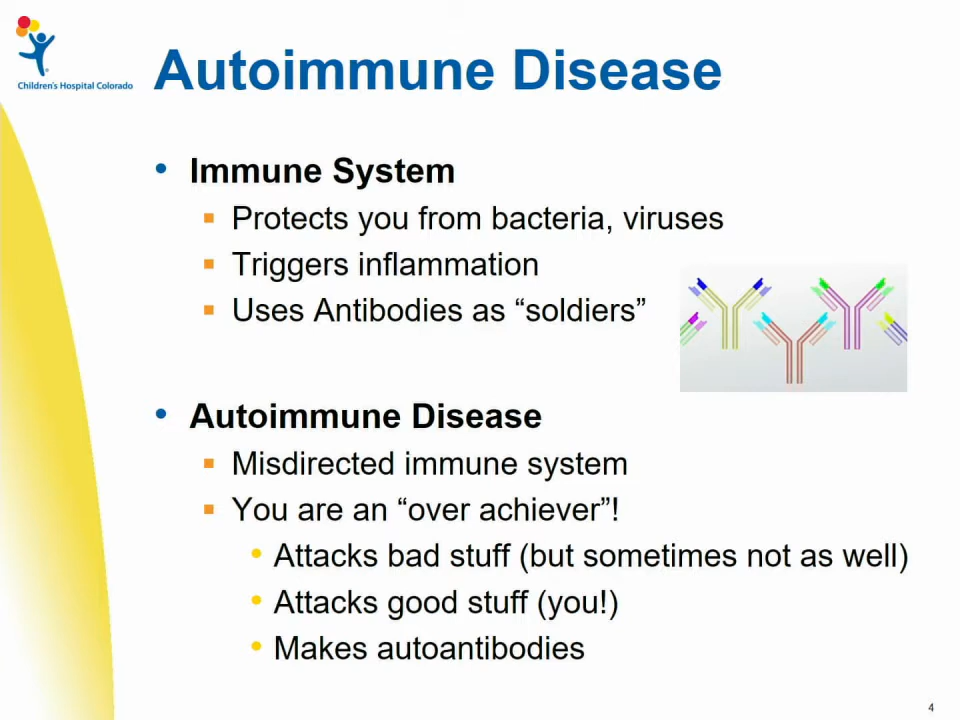 Children's Hospital Colorado
Autoimmune Disease
Immune System
Protects you from bacteria, viruses
Triggers inflammation
Uses Antibodies as “soldiers”
Autoimmune Disease
Misdirected immune system
You are an “over achiever”!
Attacks bad stuff (but sometimes not as well)
Attacks good stuff (you!)
Makes autoantibodies
4